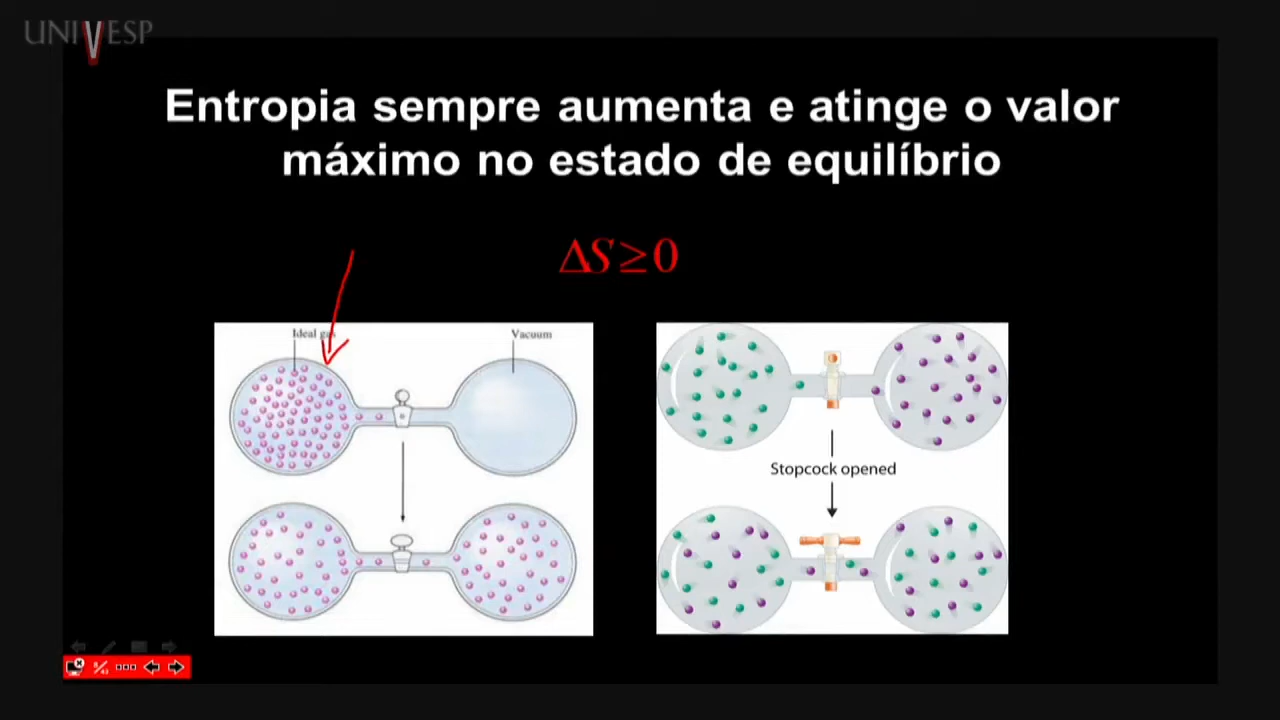 UNIVESP
Entropia sempre aumenta e atinge o valor
máximo no estado de equilíbrio
ΔS≥0
Ideal gas
Vacuum
Stopcock opened